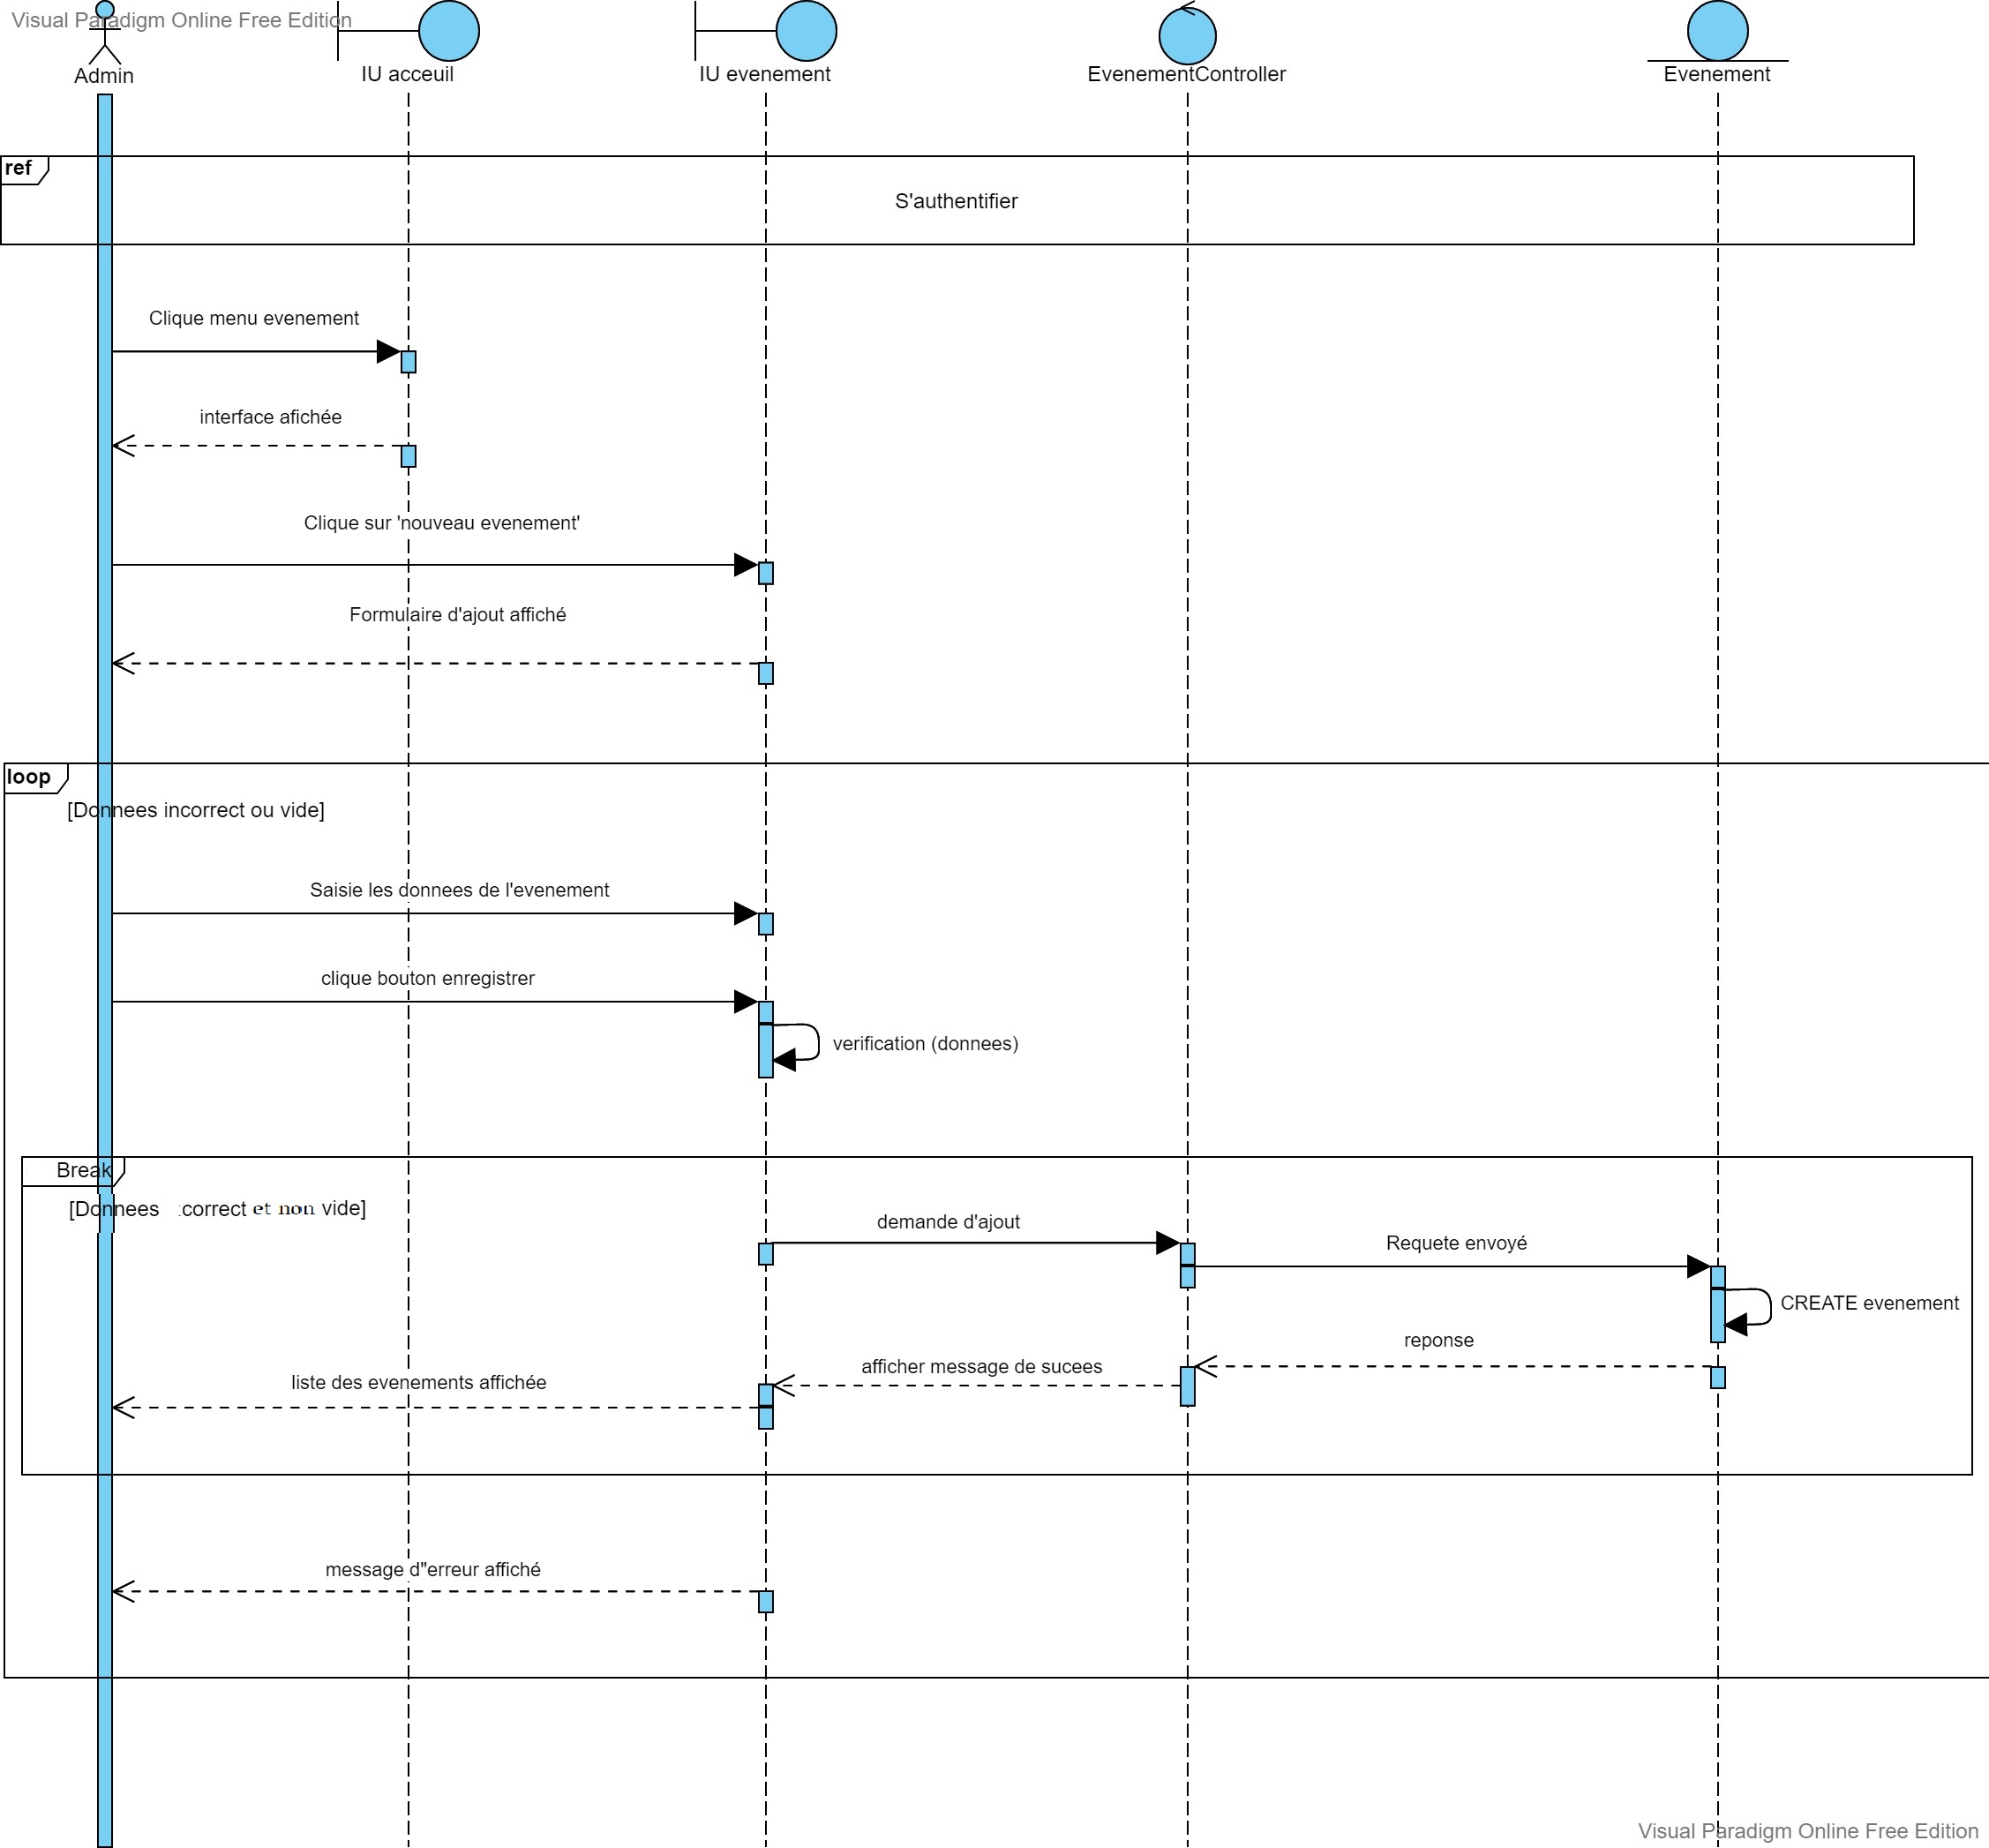 Visual Paradigm Online Free Edition
Admin
IU acceuil
IU evenement
EvenementController
Evenement
ref
S'authentifier
Clique menu evenement
interface afichée
Clique sur 'nouveau evenement'
Formulaire d'ajout affiché
loop
[Donnees incorrect ou vide]
Saisie les donnees de l'evenement
clique bouton enregistrer
verification (donnees)
Break
[Donnees correct et non vide]
demande d'ajout
Requete envoyé
CREATE evenement
reponse
afficher message de sucees
liste des evenements affichée
message d"erreur affiché
Visual Paradigm Online Free Edition